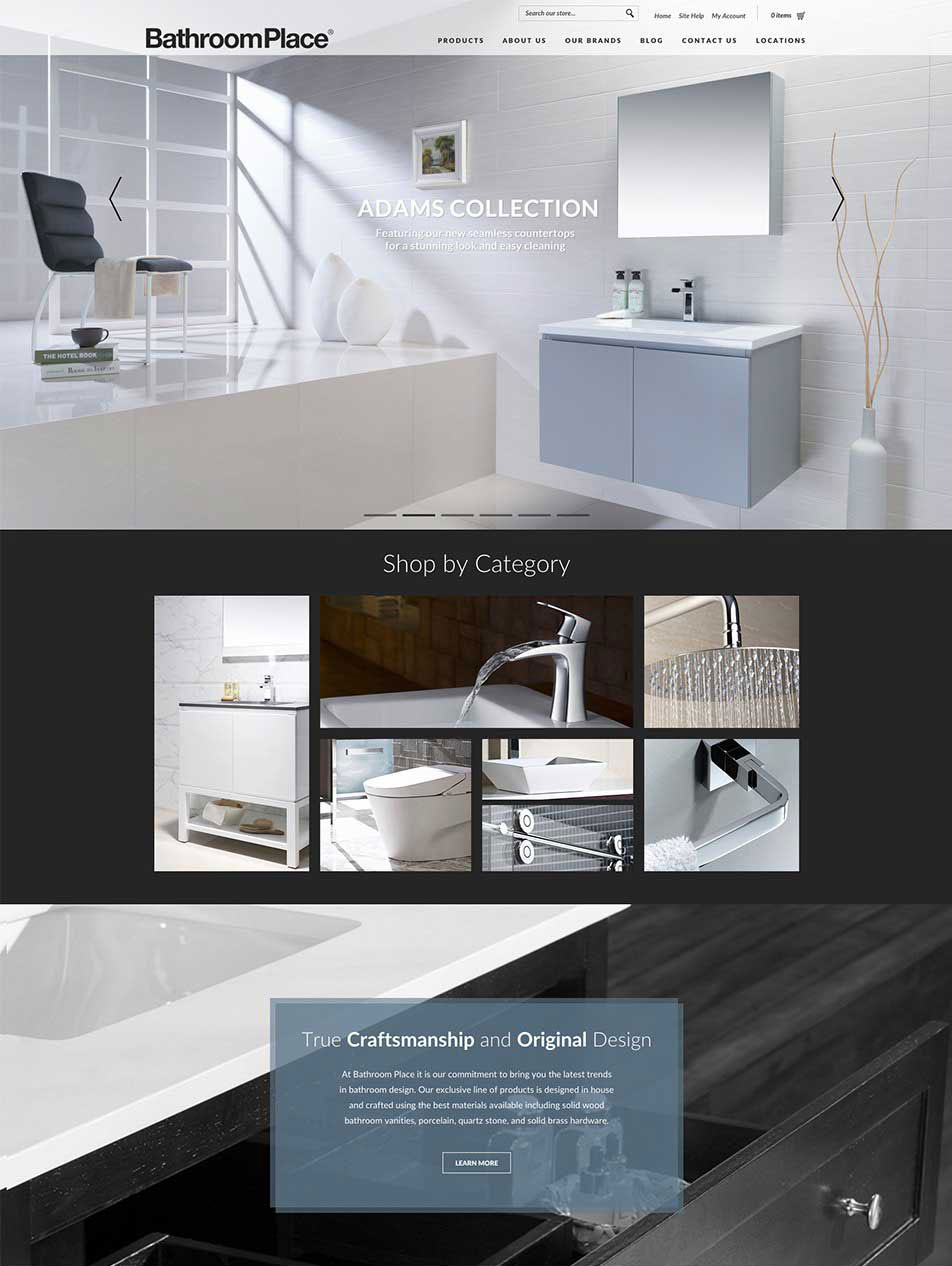 Search our store...
Home Site Help My Account 0 items
BathroomPlace®
PRODUCTS ABOUT US OUR BRANDS BLOG CONTACT US LOCATIONS
ADAMS COLLECTION
Featuring our new seamless countertops
for a stunning look and easy cleaning
THE HOTEL BOOK
Rooms to Inspire
Shop by Category
True Craftsmanship and Original Design
At Bathroom Place it is our commitment to bring you the latest trends
in bathroom design. Our exclusive line of products is designed in house
and crafted using the best materials available including solid wood
bathroom vanities, porcelain, quartz stone, and solid brass hardware.
LEARN MORE